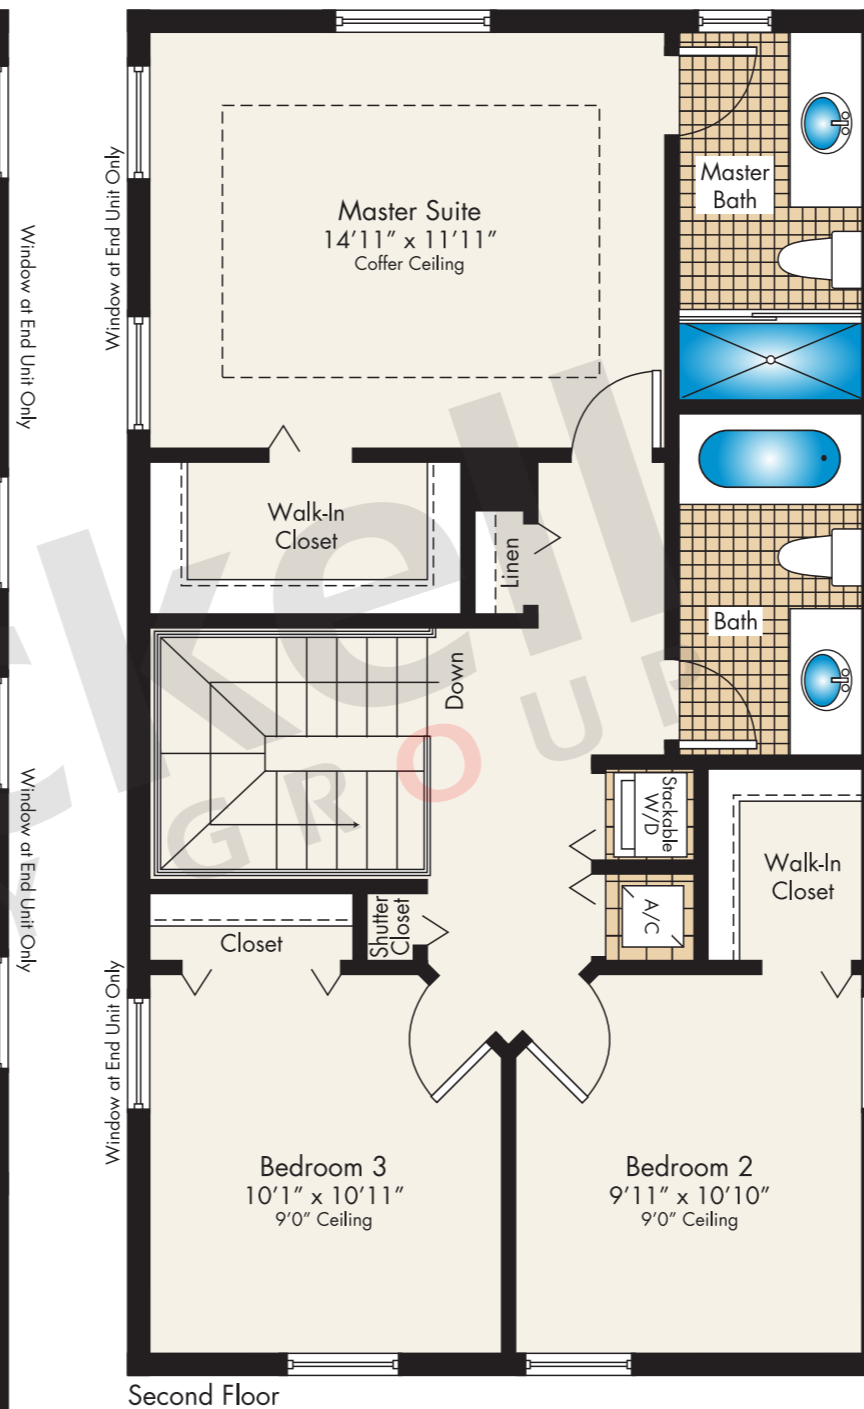 Window at End Unit Only
Window at End Unit Only
Window at End Unit Only
Window at End Unit Only
Master Suite
14'11" x 11'11"
Coffer Ceiling
Master
Bath
Walk-In
Closet
Linen
Bath
Down
Stackable
W/D
A/C
Walk-In
Closet
Closet
Shutter
Closet
Bedroom 3
10'1" x 10'11"
9'0" Ceiling
Bedroom 2
9'11" x 10'10"
9'0" Ceiling
Second Floor
kell
GROUP